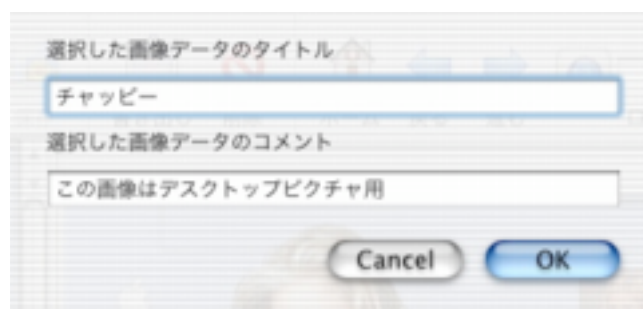 選択した画像データのタイトル
チャッピー
選択した画像データのコメント
この画像はデスクトップピクチャ用
Cancel OK